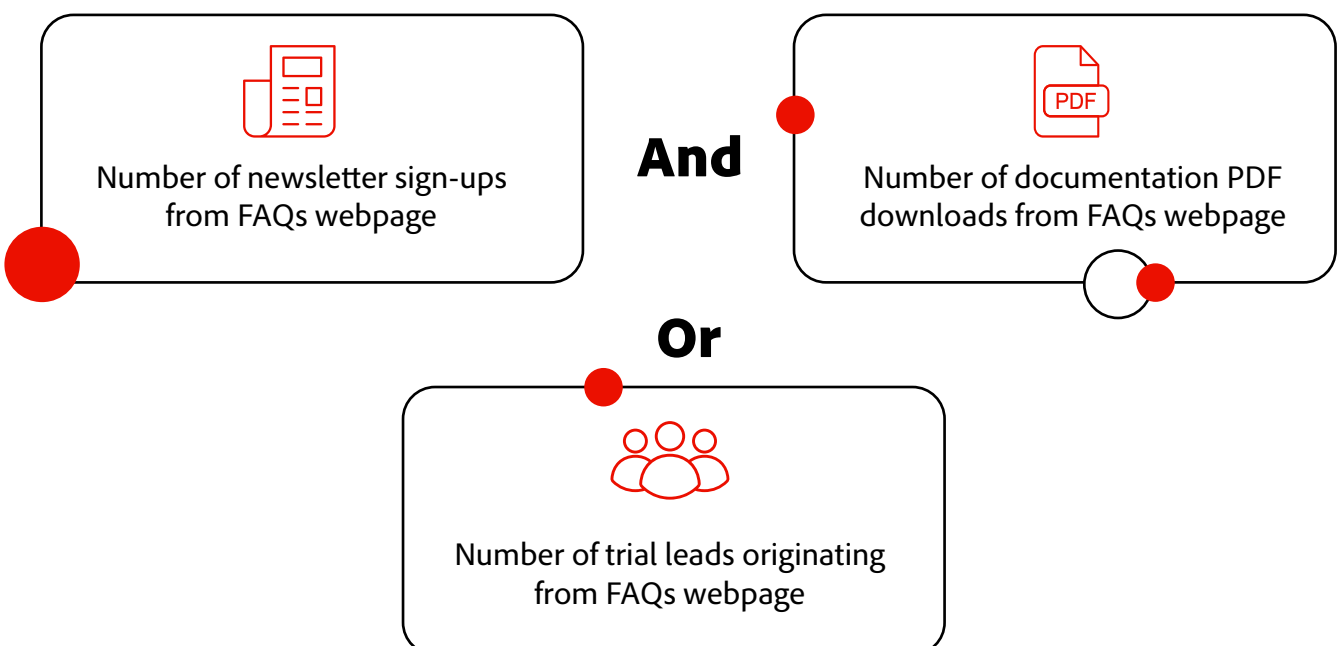 Number of newsletter sign-ups
from FAQs webpage
And
PDF
Number of documentation PDF
downloads from FAQs webpage
Or
Number of trial leads originating
from FAQs webpage